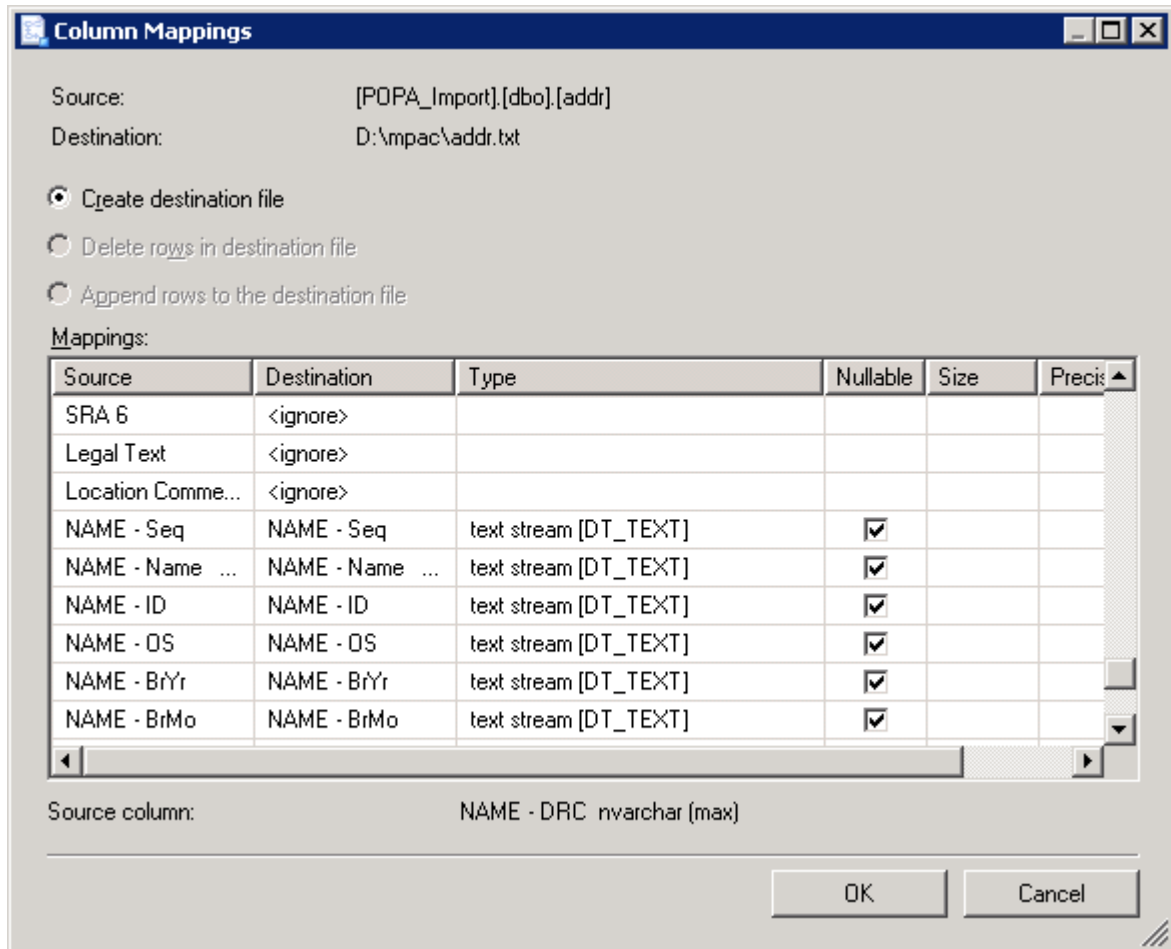 Column Mappings
Source: [POPA_Import].[dbo].[addr]
Destination: D:\mpac\addr.txt
Create destination file
Delete rows in destination file
Append rows to the destination file
Mappings:
Source Destination Type Nullable Size Precis
SRA 6 <ignore>
Legal Text <ignore>
Location Comme... <ignore>
NAME - Seq NAME - Seq text stream [DT_TEXT]
NAME - Name ... NAME - Name ... text stream [DT_TEXT]
NAME - ID NAME - ID text stream [DT_TEXT]
NAME - OS NAME - OS text stream [DT_TEXT]
NAME - BrYr NAME - BrYr text stream [DT_TEXT]
NAME - BrMo NAME - BrMo text stream [DT_TEXT]
Source column: NAME - DRC nvarchar (max)
OK Cancel